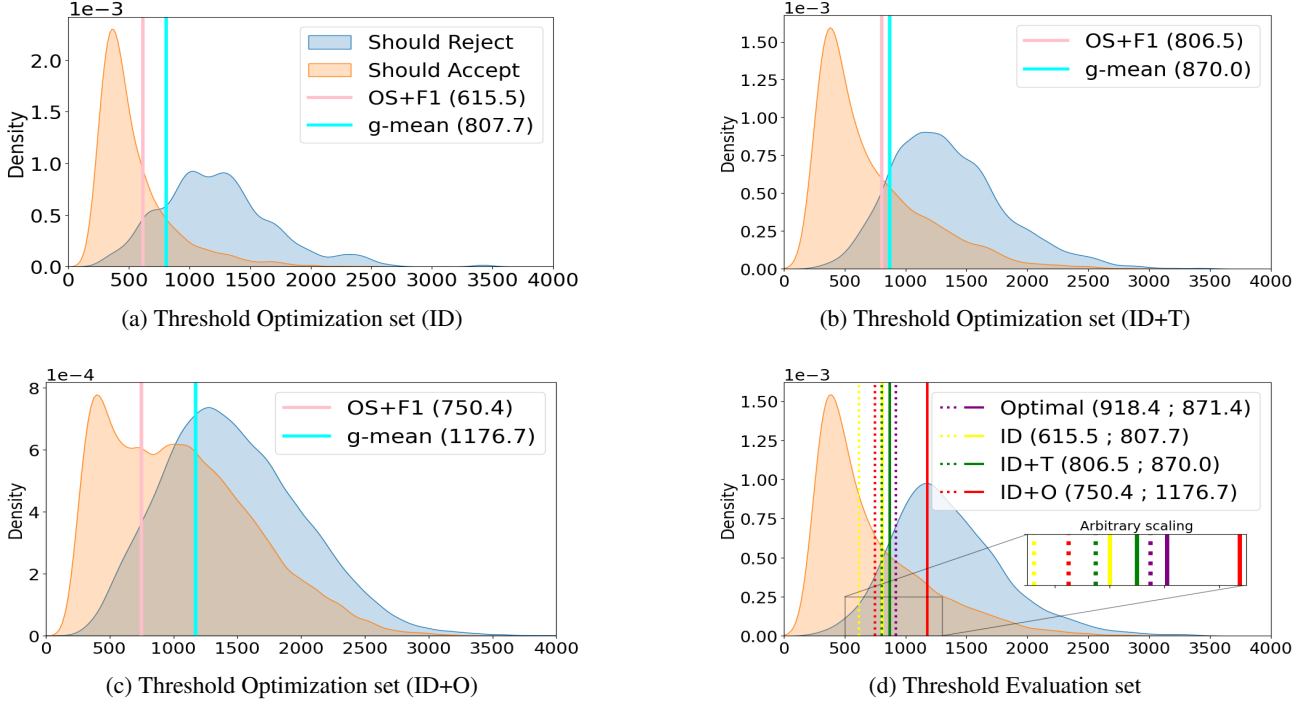 1e−3
Density
2.0
1.5
1.0
0.5
0.0
0 500 1000 1500 2000 2500 3000 3500 4000
Should Reject
Should Accept
OS+F1 (615.5)
g-mean (807.7)
(a) Threshold Optimization set (ID)
1e−3
Density
1.50
1.25
1.00
0.75
0.50
0.25
0.00
0 500 1000 1500 2000 2500 3000 3500 4000
OS+F1 (806.5)
g-mean (870.0)
(b) Threshold Optimization set (ID+T)
1e−4
Density
8
6
4
2
0
0 500 1000 1500 2000 2500 3000 3500 4000
OS+F1 (750.4)
g-mean (1176.7)
(c) Threshold Optimization set (ID+O)
1e−3
Density
1.50
1.25
1.00
0.75
0.50
0.25
0.00
0 500 1000 1500 2000 2500 3000 3500 4000
Optimal (918.4 ; 871.4)
ID (615.5 ; 807.7)
ID+T (806.5 ; 870.0)
ID+O (750.4 ; 1176.7)
Arbitrary scaling
(d) Threshold Evaluation set